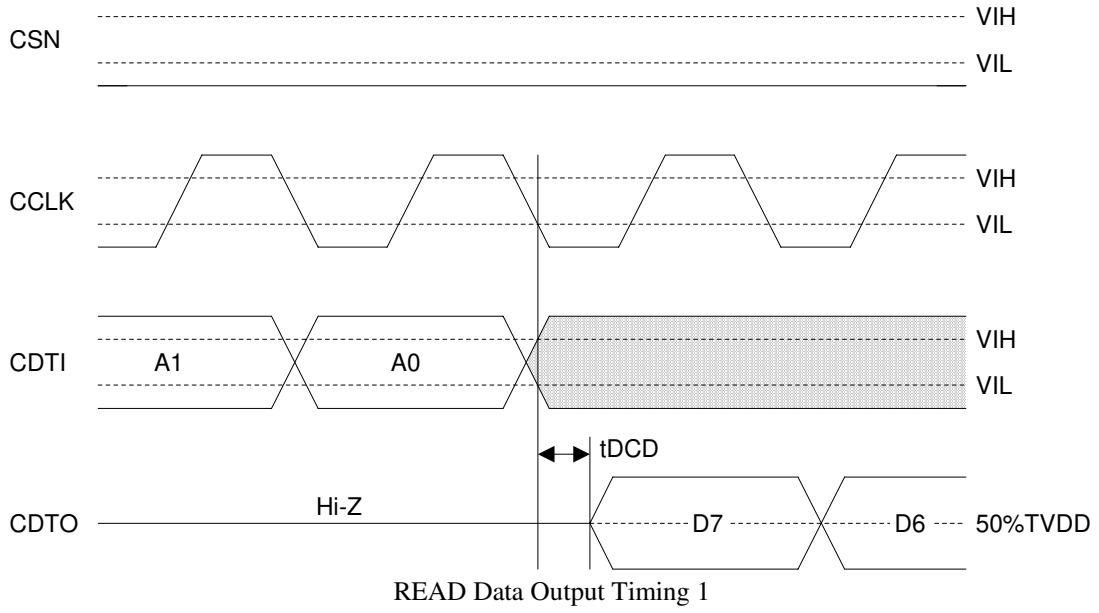 CSN
VIH
VIL
CCLK
VIH
VIL
CDTI
A1
A0
VIH
VIL
tDCD
CDTO
Hi-Z
D7
D6
50%TVDD
READ Data Output Timing 1